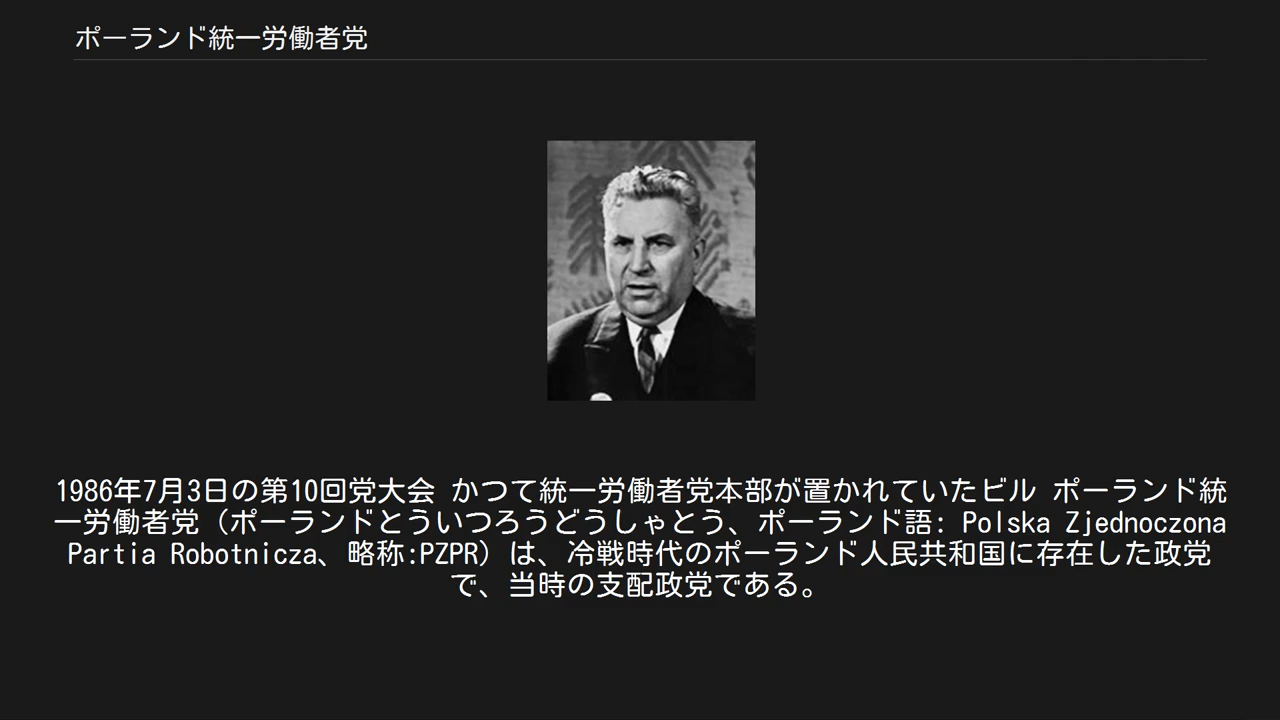 ポーランド統一労働者党
1986年7月3日の第10回党大会 かつて統一労働者党本部が置かれていたビル ポーランド統
一労働者党（ポーランドとういつろうどうしゃとう、ポーランド語: Polska Zjednoczona
Partia Robotnicza、略称:PZPR）は、冷戦時代のポーランド人民共和国に存在した政党
で、当時の支配政党である。